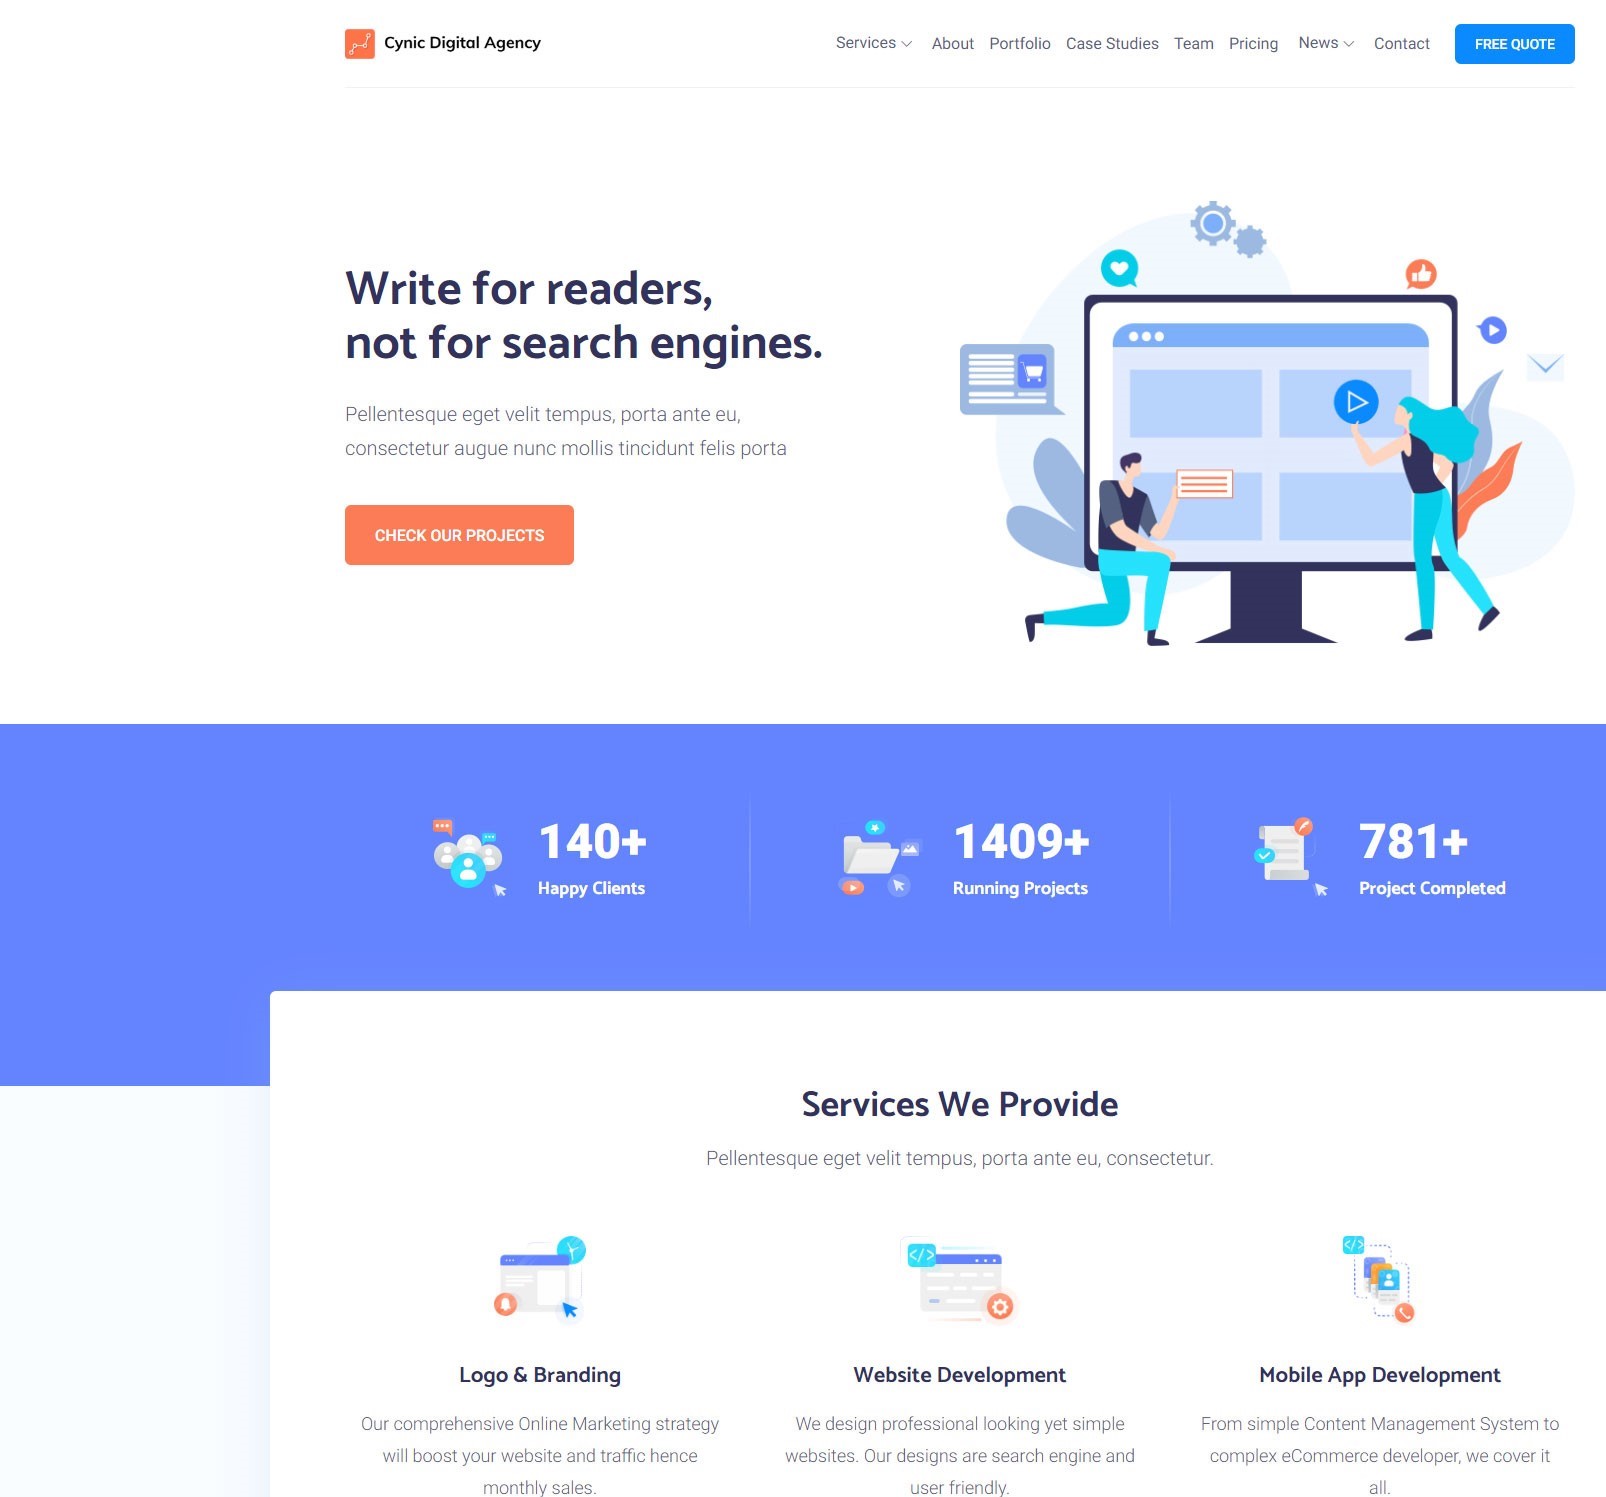 Cynic Digital Agency
Services
About
Portfolio
Case Studies
Team
Pricing
News
Contact
FREE QUOTE
Write for readers,
not for search engines.
Pellentesque eget velit tempus, porta ante eu,
consectetur augue nunc mollis tincidunt felis porta
CHECK OUR PROJECTS
140+
Happy Clients
1409+
Running Projects
781+
Project Completed
Services We Provide
Pellentesque eget velit tempus, porta ante eu, consectetur.
Logo & Branding
Our comprehensive Online Marketing strategy
will boost your website and traffic hence
monthly sales.
Website Development
We design professional looking yet simple
websites. Our designs are search engine and
user friendly.
Mobile App Development
From simple Content Management System to
complex eCommerce developer, we cover it
all.